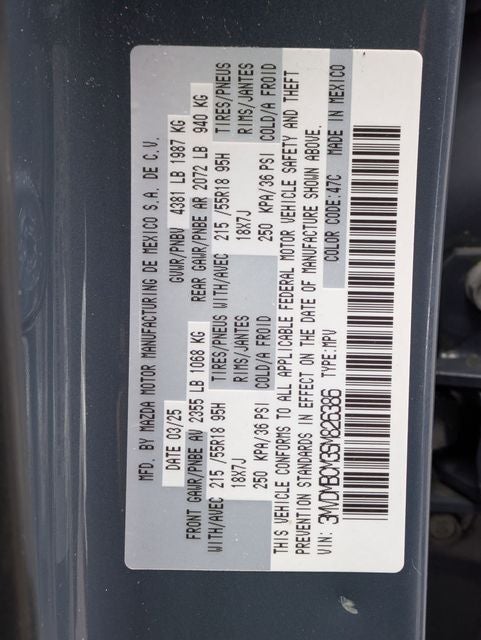 MFD. BY MAZDA MOTOR MANUFACTURING DE MEXICO S.A. DE C.V.
DATE 03/25 GVWR/PNBV 4381 LB 1987 KG
FRONT GAWR/PNBE AV 2355 LB 1068 KG REAR GAWR/PNBE AR 2072 LB 940 KG
WITH/AVEC 215 /55R18 95H TIRES/PNEUS WITH/AVEC 215 /55R18 95H TIRES/PNEUS
18X7J RIMS/JANTES 18X7J RIMS/JANTES
250 KPA/36 PSI COLD/A FROID 250 KPA/36 PSI COLD/A FROID
THIS VEHICLE CONFORMS TO ALL APPLICABLE FEDERAL MOTOR VEHICLE SAFETY AND THEFT
PREVENTION STANDARDS IN EFFECT ON THE DATE OF MANUFACTURE SHOWN ABOVE.
VIN: 3MVDMBCM3SM826386 TYPE:MPV COLOR CODE:47C MADE IN MEXICO